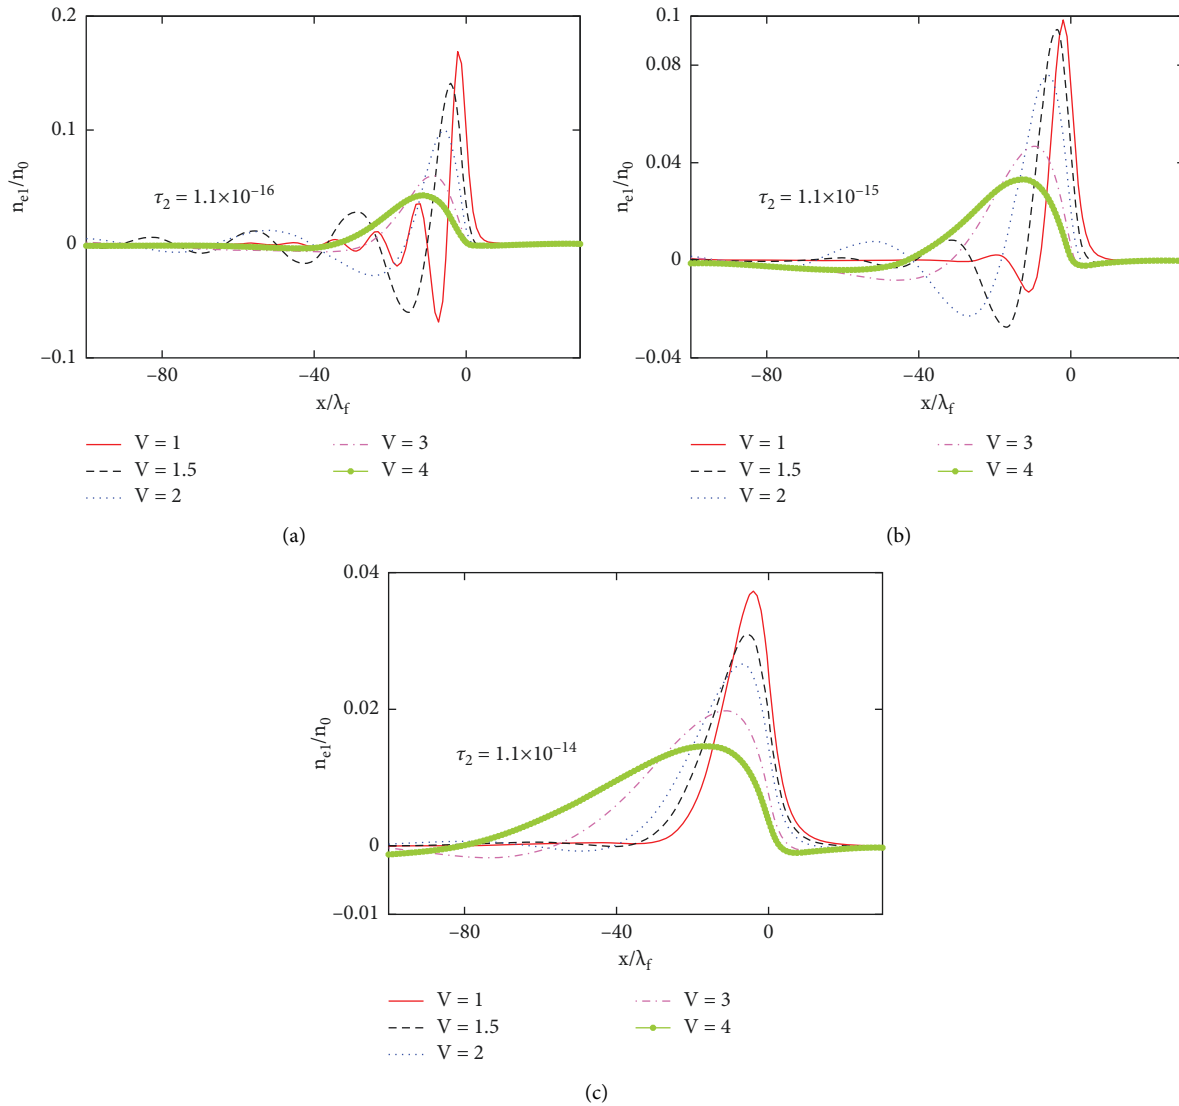 0.2
0.1
0
−0.1
n_e1/n_0
τ_2 = 1.1×10^−16
−80
−40
0
x/λ_f
V = 1
V = 1.5
V = 2
V = 3
V = 4
(a)
0.1
0.08
0.04
0
−0.04
n_e1/n_0
τ_2 = 1.1×10^−15
−80
−40
0
x/λ_f
V = 1
V = 1.5
V = 2
V = 3
V = 4
(b)
0.04
0.02
0
−0.01
n_e1/n_0
τ_2 = 1.1×10^−14
−80
−40
0
x/λ_f
V = 1
V = 1.5
V = 2
V = 3
V = 4
(c)